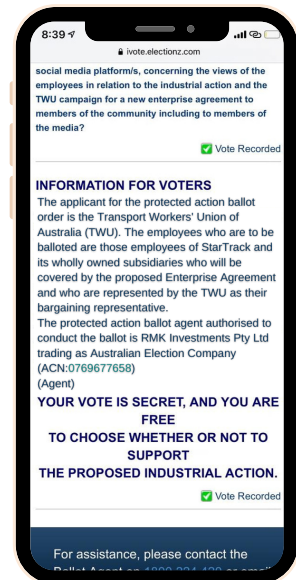 8:39
ivote.electionz.com
social media platform/s, concerning the views of the
employees in relation to the industrial action and the
TWU campaign for a new enterprise agreement to
members of the community including to members of
the media?
Vote Recorded
INFORMATION FOR VOTERS
The applicant for the protected action ballot
order is the Transport Workers' Union of
Australia (TWU). The employees who are to be
balloted are those employees of StarTrack and
its wholly owned subsidiaries who will be
covered by the proposed Enterprise Agreement
and who are represented by the TWU as their
bargaining representative.
The protected action ballot agent authorised to
conduct the ballot is RMK Investments Pty Ltd
trading as Australian Election Company
(ACN:0769677658)
(Agent)
YOUR VOTE IS SECRET, AND YOU ARE
FREE
TO CHOOSE WHETHER OR NOT TO
SUPPORT
THE PROPOSED INDUSTRIAL ACTION.
Vote Recorded
For assistance, please contact the
Ballot Agent on